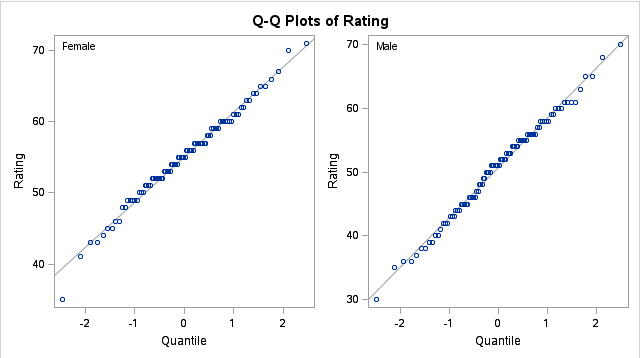 Q-Q Plots of Rating
Female
Rating
70
60
50
40
-2 -1 0 1 2
Quantile
Male
Rating
70
60
50
40
30
-2 -1 0 1 2
Quantile